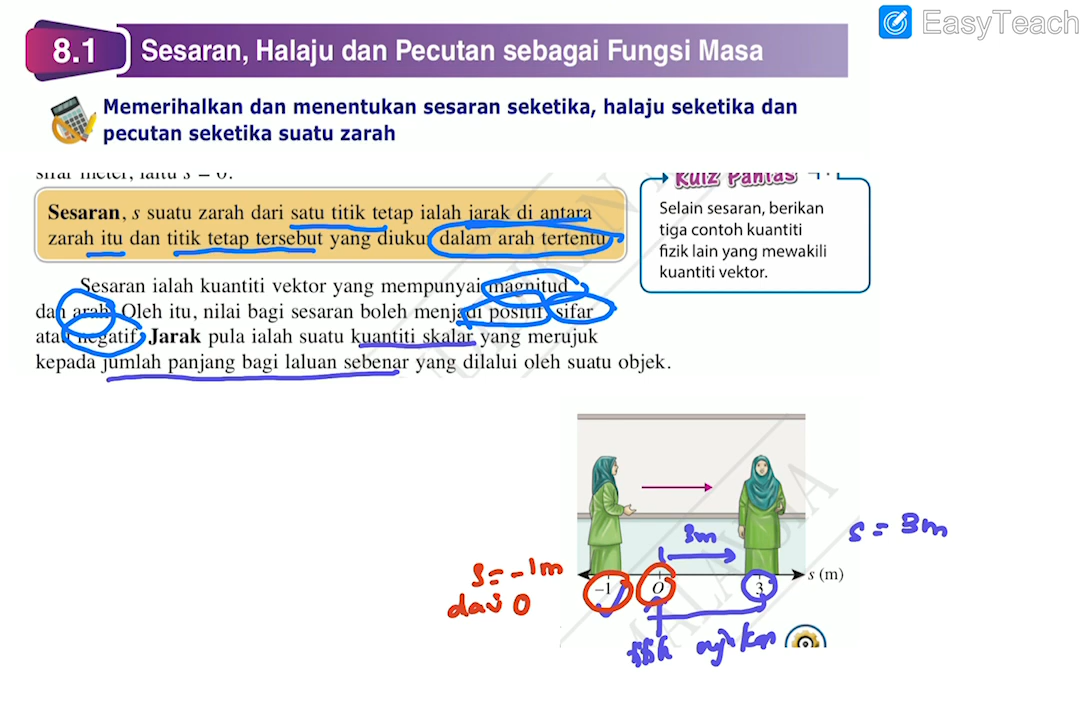 EasyTeach
8.1 Sesaran, Halaju dan Pecutan sebagai Fungsi Masa
Memerihalkan dan menentukan sesaran seketika, halaju seketika dan
pecutan seketika suatu zarah
Sesaran, s suatu zarah dari satu titik tetap ialah jarak di antara
zarah itu dan titik tetap tersebut yang diukur dalam arah tertentu
Kuiz Pantas
Selain sesaran, berikan
tiga contoh kuantiti
fizik lain yang mewakili
kuantiti vektor.
Sesaran ialah kuantiti vektor yang mempunyai magnitud
dan arah. Oleh itu, nilai bagi sesaran boleh menjadi positif, sifar
atau negatif. Jarak pula ialah suatu kuantiti skalar yang merujuk
kepada jumlah panjang bagi laluan sebenar yang dilalui oleh suatu objek.
s = 3m
3m
s = -1m
dari 0
–1 O 3 s (m)